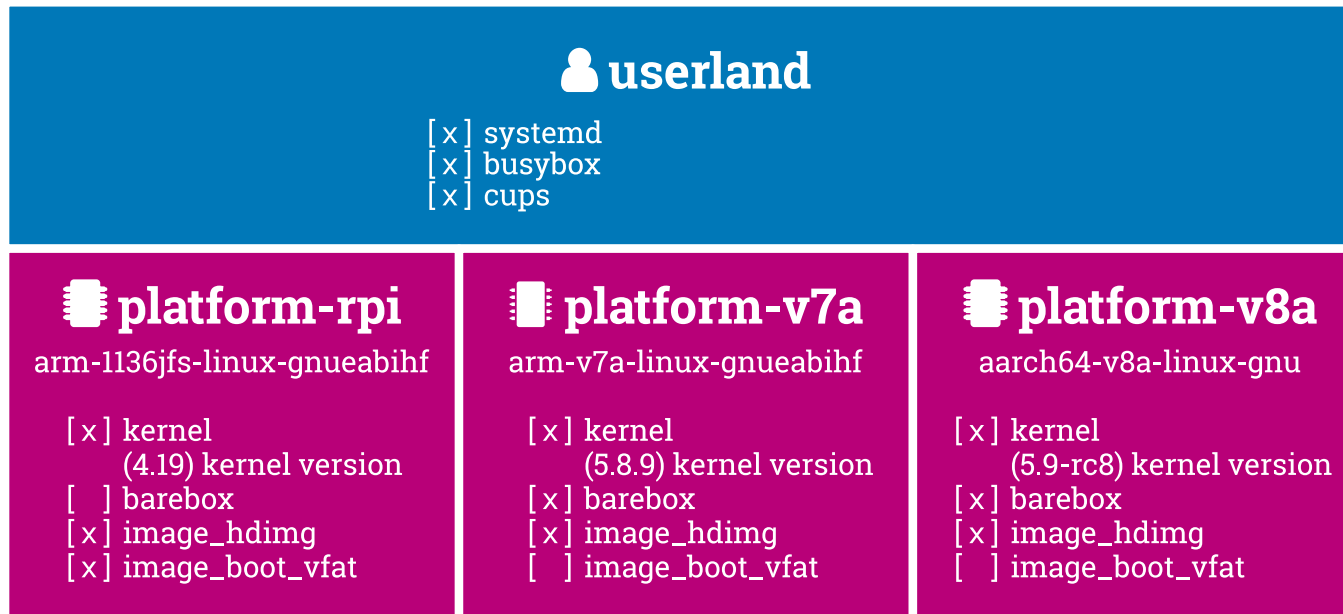 userland
[x] systemd
[x] busybox
[x] cups
platform-rpi
arm-1136jfs-linux-gnueabihf
[x] kernel
(4.19) kernel version
[ ] barebox
[x] image_hdimg
[x] image_boot_vfat
platform-v7a
arm-v7a-linux-gnueabihf
[x] kernel
(5.8.9) kernel version
[x] barebox
[x] image_hdimg
[ ] image_boot_vfat
platform-v8a
aarch64-v8a-linux-gnu
[x] kernel
(5.9-rc8) kernel version
[x] barebox
[x] image_hdimg
[ ] image_boot_vfat